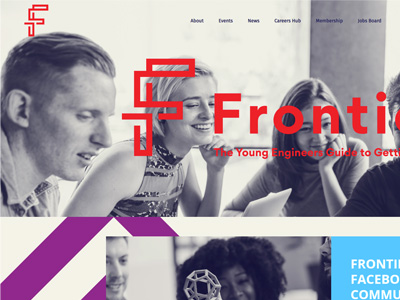 About Events News Careers Hub Membership Jobs Board
Frontie
The Young Engineers Guide to Gett
FRONTI
FACEBO
COMMU